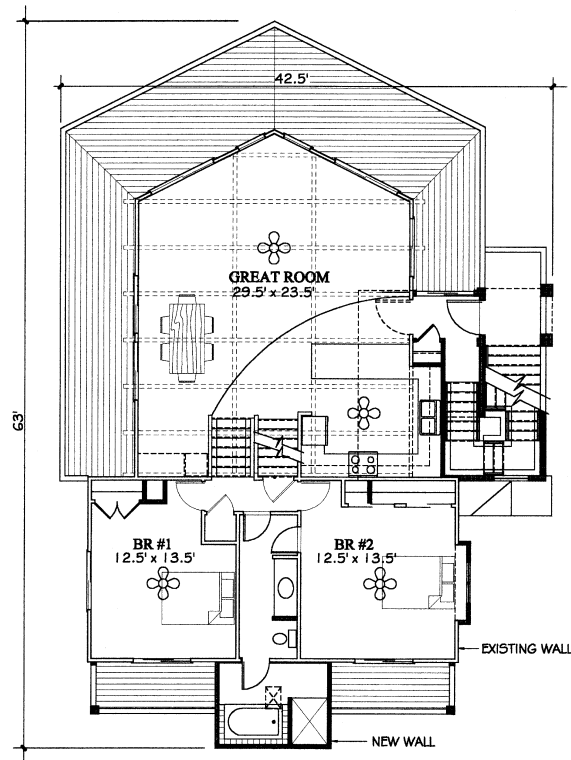 42.5'
GREAT ROOM
29.5' x 23.5'
63'
BR #1
12.5' x 13.5'
BR #2
12.5' x 13.5'
EXISTING WALL
NEW WALL